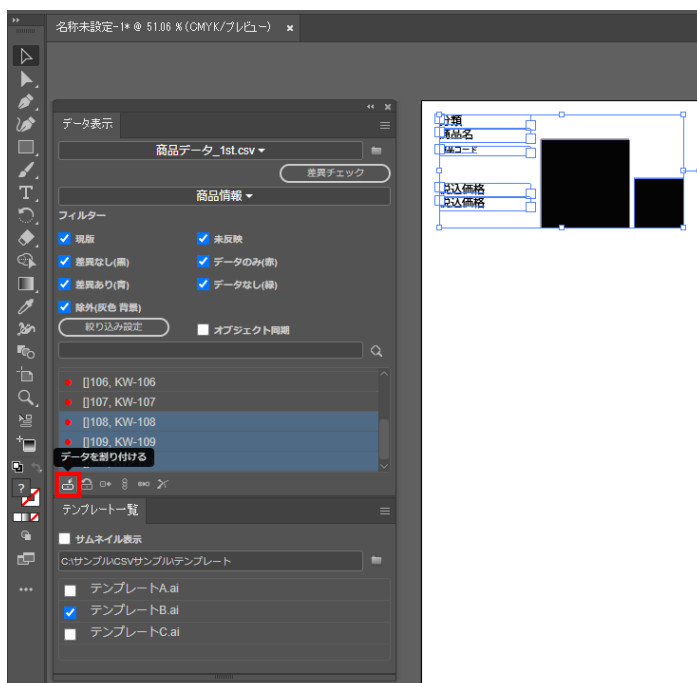 名称未設定-1* @ 51.06 % (CMYK/プレビュー) ×
データ表示
商品データ_1st.csv
差異チェック
商品情報
フィルター
現版 未反映
差異なし(黒) データのみ(赤)
差異あり(青) データなし(緑)
除外(灰色 背景)
絞り込み設定 オブジェクト同期
[]106, KW-106
[]107, KW-107
[]108, KW-108
[]109, KW-109
データを割り付ける
テンプレート一覧
サムネイル表示
C:\サンプル\CSVサンプル\テンプレート
テンプレートA.ai
テンプレートB.ai
テンプレートC.ai
分類
商品名
商品コード
税込価格
税込価格